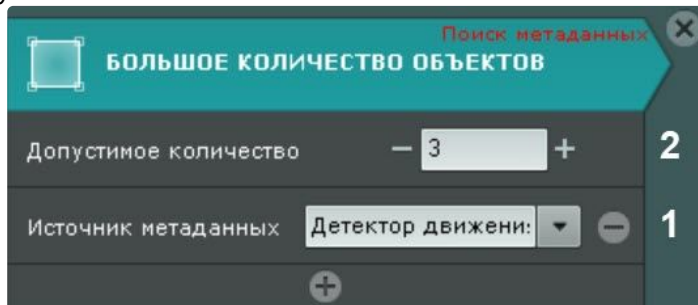 Поиск метаданных
БОЛЬШОЕ КОЛИЧЕСТВО ОБЪЕКТОВ
Допустимое количество 3 2
Источник метаданных Детектор движени 1